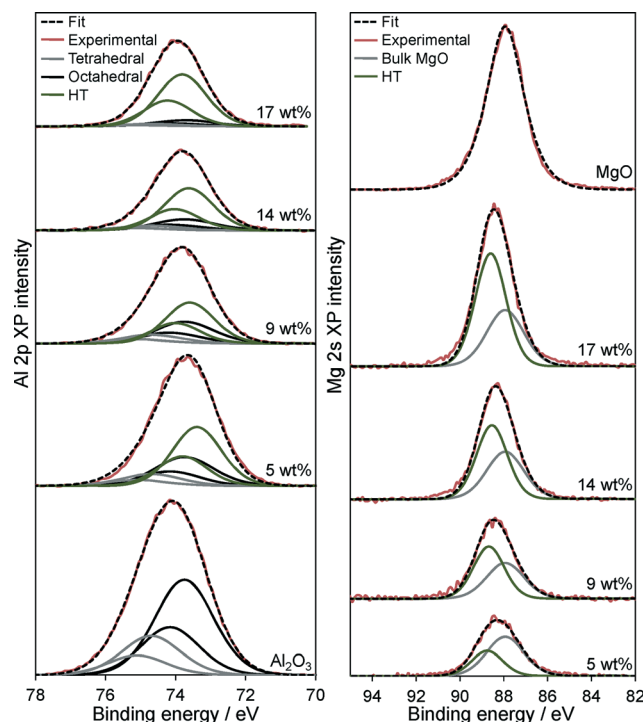 Fit
Experimental
Tetrahedral
Octahedral
HT
17 wt%
14 wt%
9 wt%
5 wt%
Al₂O₃
Al 2p XP intensity
78 76 74 72 70
Binding energy / eV
Fit
Experimental
Bulk MgO
HT
MgO
17 wt%
14 wt%
9 wt%
5 wt%
Mg 2s XP intensity
94 92 90 88 86 84 82
Binding energy / eV